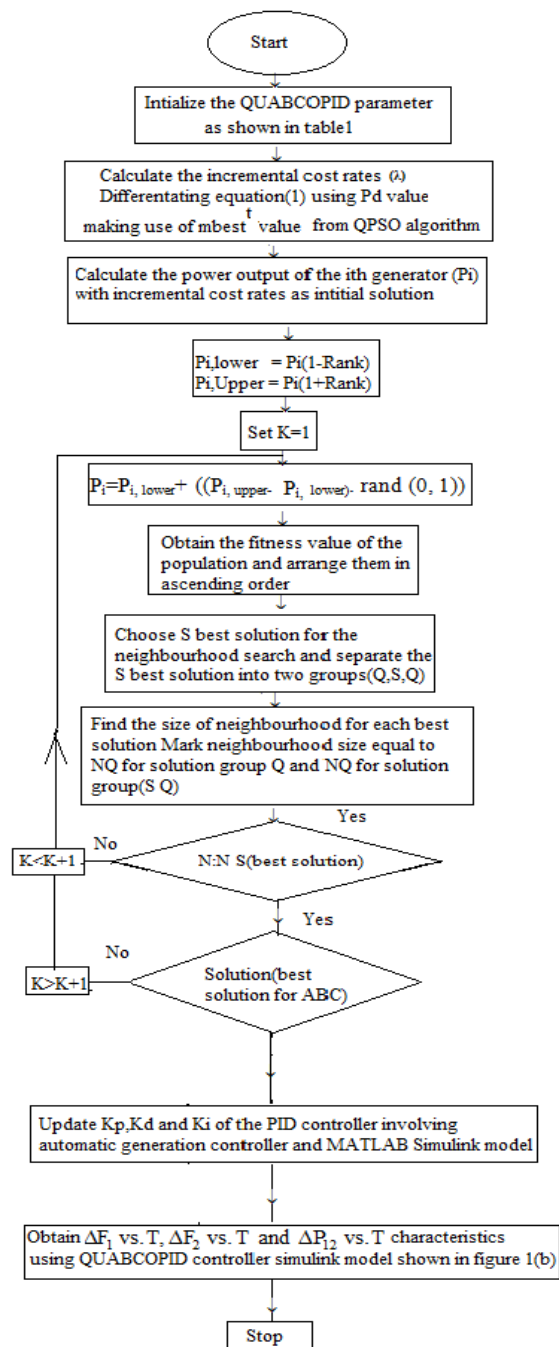 Start
Intialize the QUABCOPID parameter
as shown in table1
Calculate the incremental cost rates (λ)
Differentating equation(1) using Pd value
making use of mbest^t value from QPSO algorithm
Calculate the power output of the ith generator (Pi)
with incremental cost rates as intitial solution
Pi,lower = Pi(1-Rank)
Pi,Upper = Pi(1+Rank)
Set K=1
P_i=P_i, lower+ ((P_i, upper- P_i, lower)- rand (0, 1))
Obtain the fitness value of the
population and arrange them in
ascending order
Choose S best solution for the
neighbourhood search and separate the
S best solution into two groups(Q,S,Q)
Find the size of neighbourhood for each best
solution Mark neighbourhood size equal to
NQ for solution group Q and NQ for solution
group(S Q)
Yes
No
K<K+1
N:N S(best solution)
Yes
No
K>K+1
Solution(best
solution for ABC)
Update Kp,Kd and Ki of the PID controller involving
automatic generation controller and MATLAB Simulink model
Obtain ΔF₁ vs. T, ΔF₂ vs. T and ΔP₁₂ vs. T characteristics
using QUABCOPID controller simulink model shown in figure 1(b)
Stop